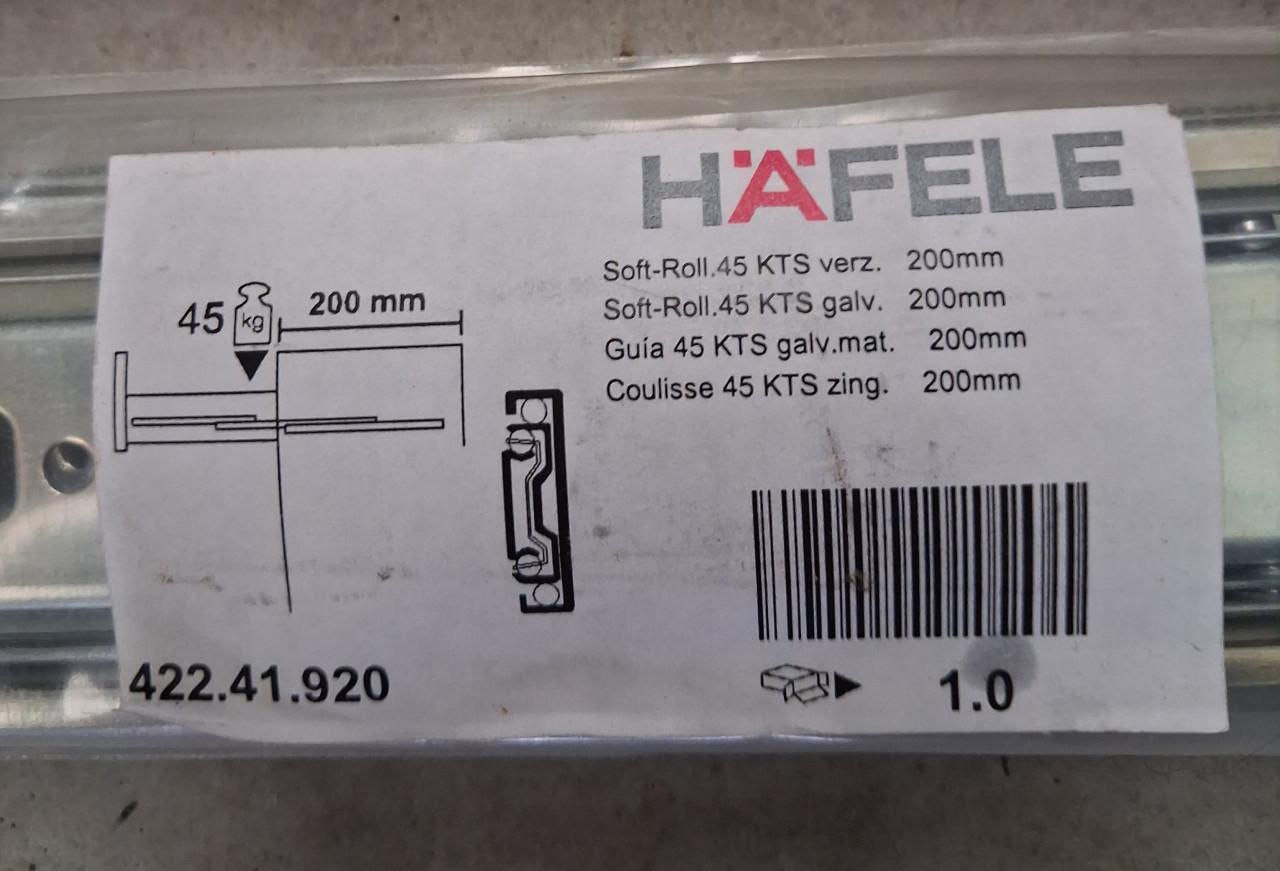 HÄFELE
Soft-Roll.45 KTS verz. 200mm
Soft-Roll.45 KTS galv. 200mm
Guía 45 KTS galv.mat. 200mm
Coulisse 45 KTS zing. 200mm
45 kg
200 mm
422.41.920
1.0